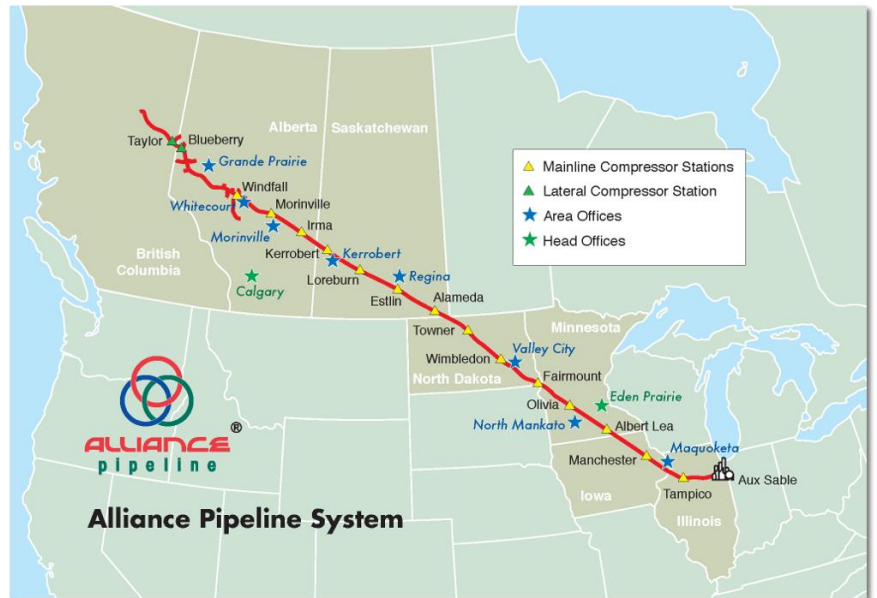 Taylor
Blueberry
Alberta
Saskatchewan
Grande Prairie
Windfall
Whitecourt
Morinville
Morinville
Irma
Kerrobert
Kerrobert
British
Columbia
Calgary
Loreburn
Regina
Estlin
Alameda
Mainline Compressor Stations
Lateral Compressor Station
Area Offices
Head Offices
Towner
Minnesota
Wimbledon
Valley City
North Dakota
Fairmount
Olivia
Eden Prairie
North Mankato
Albert Lea
Manchester
Maquoketa
Aux Sable
Tampico
Iowa
Illinois
®
ALLIANCE
pipeline
Alliance Pipeline System